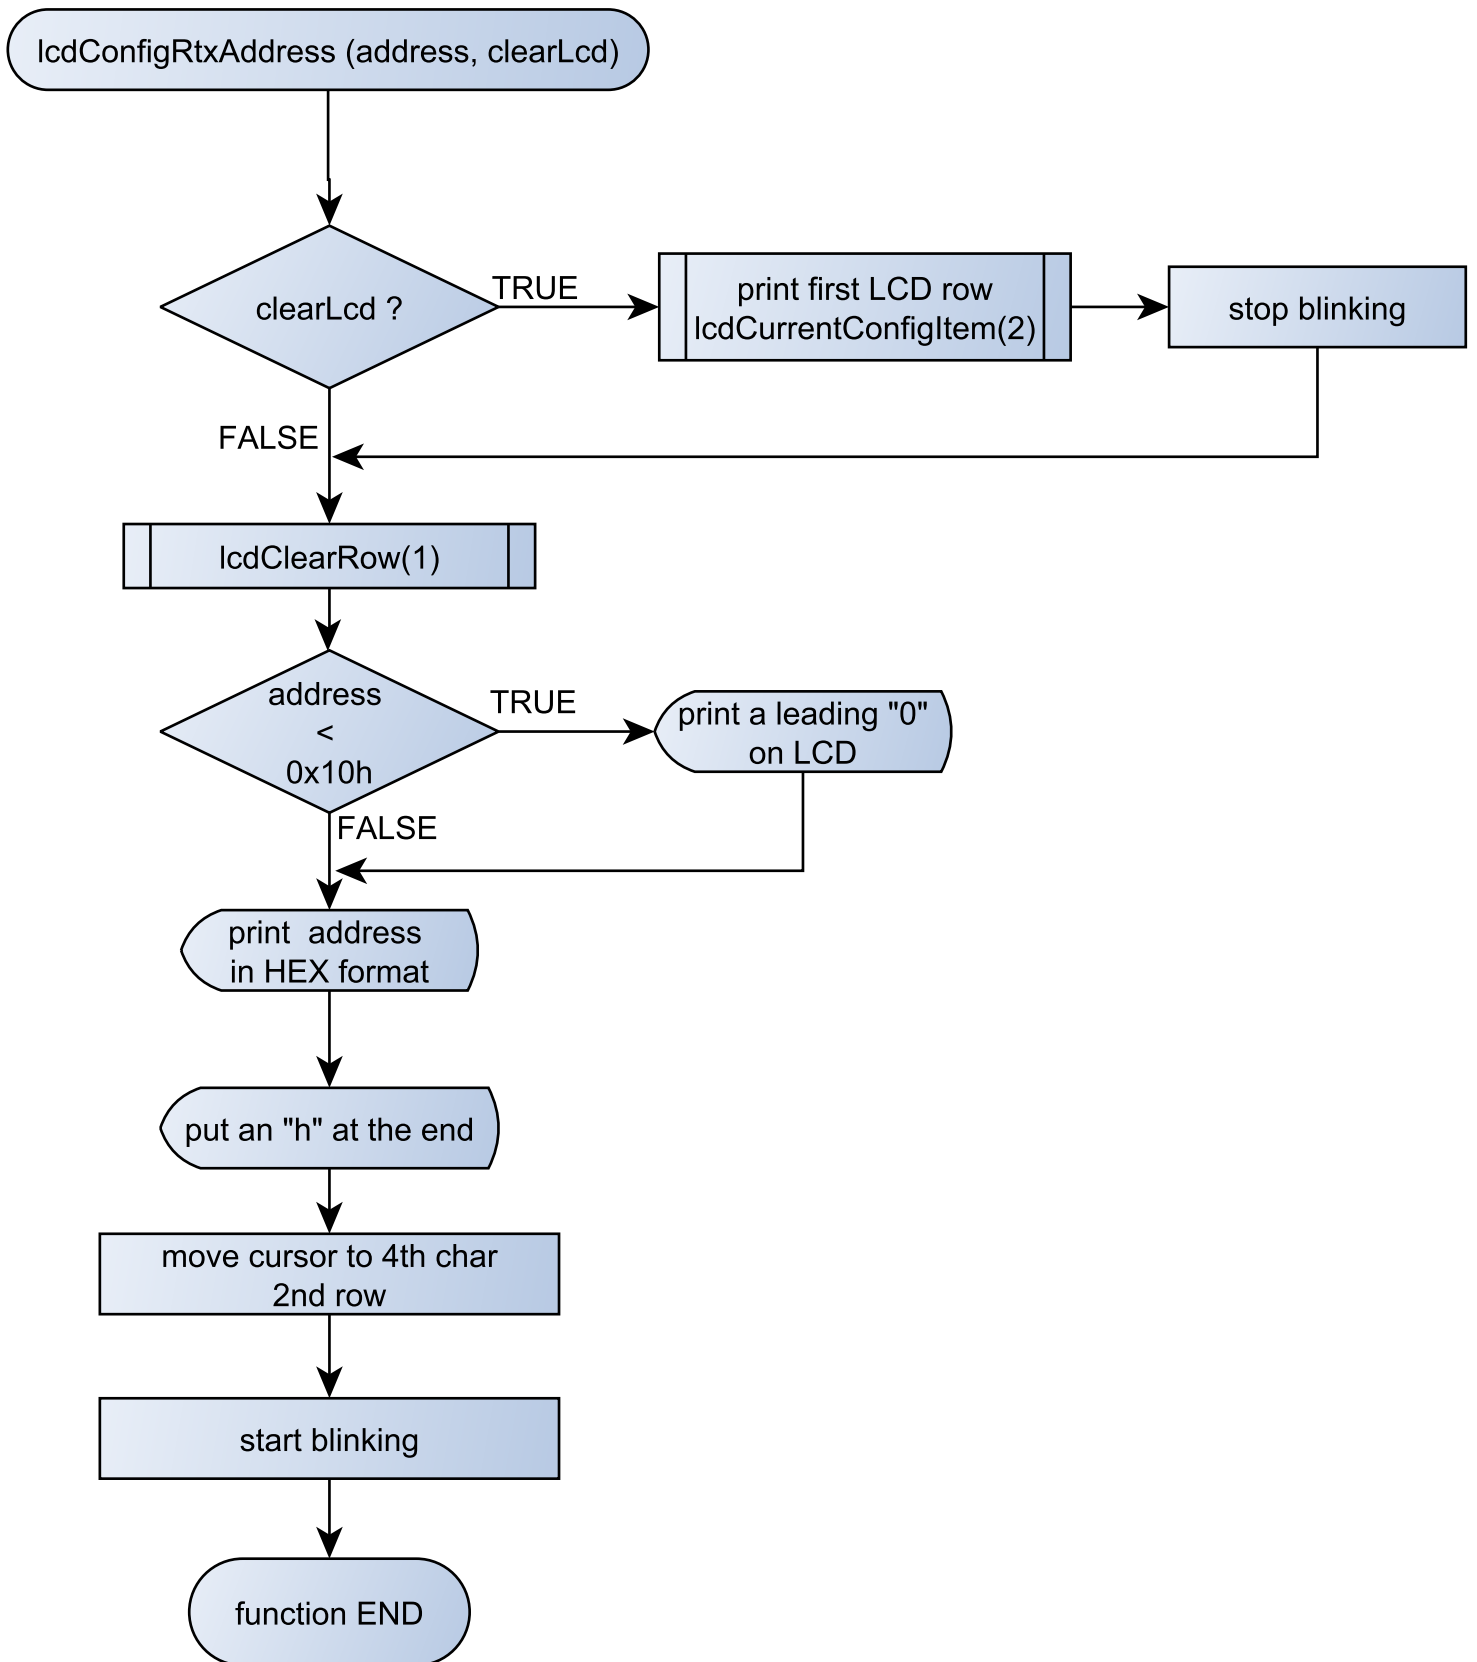 lcdConfigRtxAddress (address, clearLcd)
clearLcd ?
TRUE
print first LCD row
lcdCurrentConfigItem(2)
stop blinking
FALSE
lcdClearRow(1)
address
<
0x10h
TRUE
print a leading "0"
on LCD
FALSE
print  address
in HEX format
put an "h" at the end
move cursor to 4th char
2nd row
start blinking
function END